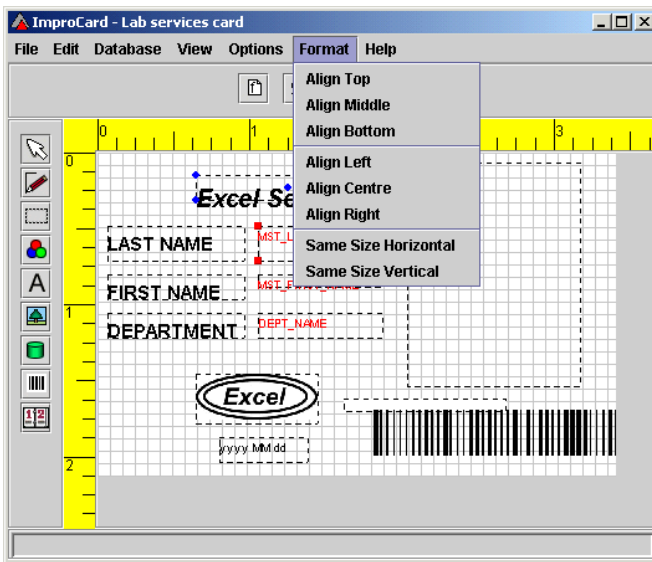 ImproCard - Lab services card
File Edit Database View Options Format Help
Align Top
Align Middle
Align Bottom
Align Left
Align Centre
Align Right
Same Size Horizontal
Same Size Vertical
0 1 3
0
1
2
A
1 2
Excel
LAST NAME
FIRST NAME
DEPARTMENT DEPT_NAME
Excel
yyyy MM dd